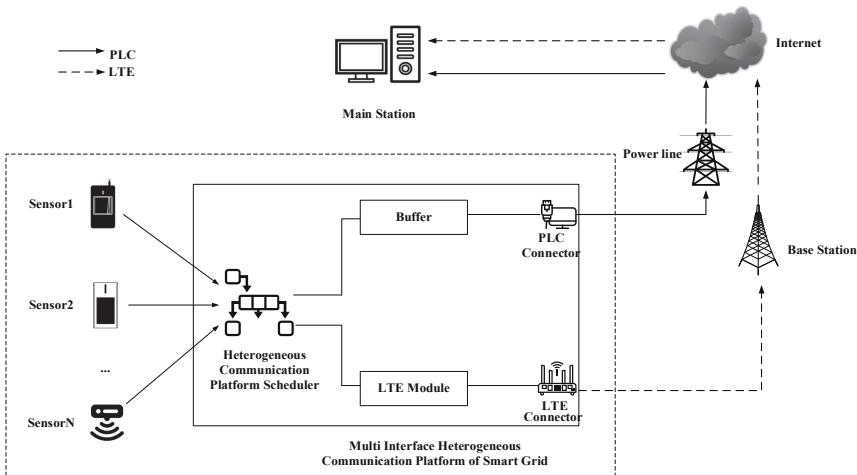 PLC
LTE
Main Station
Internet
Power line
Base Station
Sensor1
Sensor2
...
SensorN
Heterogeneous
Communication
Platform Scheduler
Buffer
PLC
Connector
LTE Module
LTE
Connector
Multi Interface Heterogeneous
Communication Platform of Smart Grid